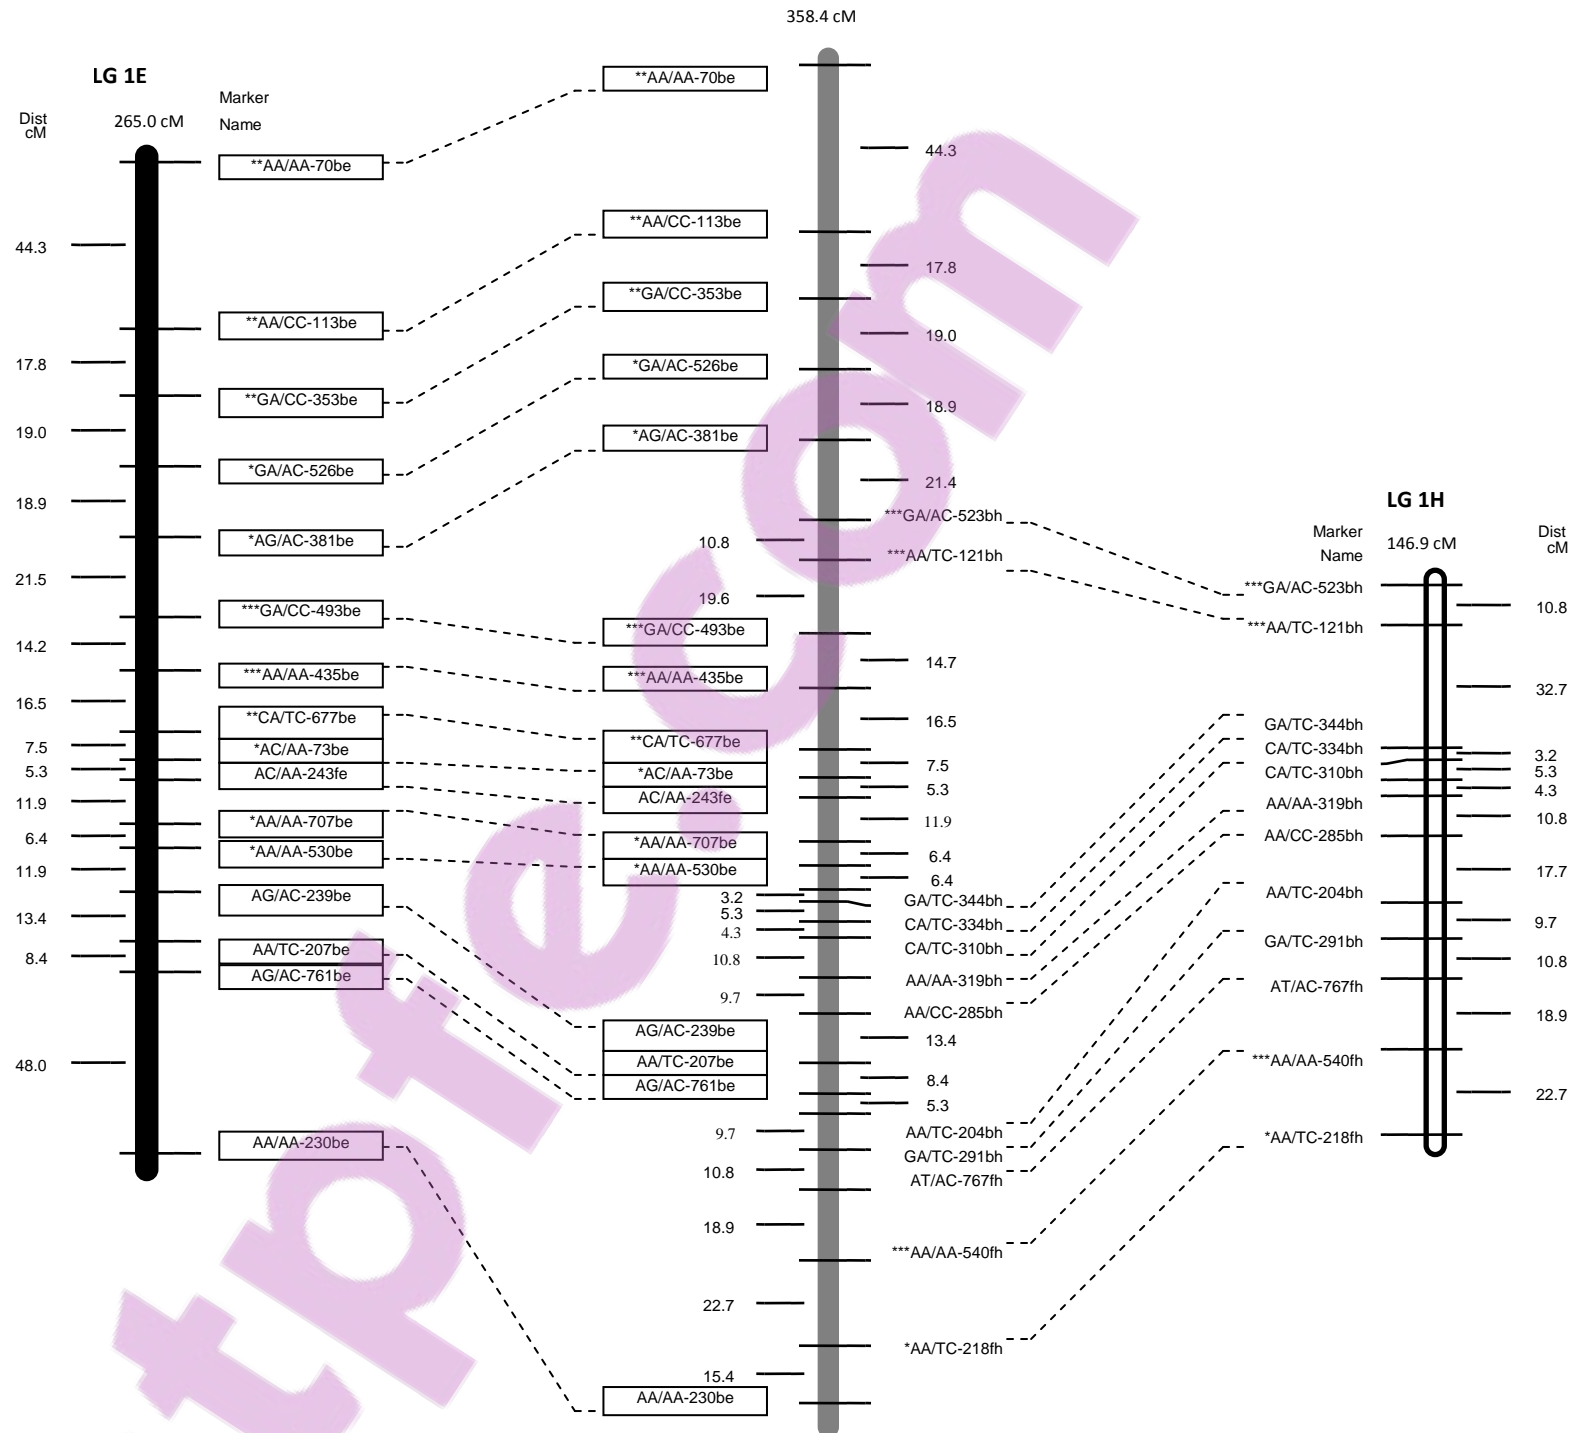 358.4 cM
LG 1E
Marker
Name
Dist
cM
265.0 cM
**AA/AA-70be
**AA/CC-113be
**GA/CC-353be
*GA/AC-526be
*AG/AC-381be
***GA/CC-493be
***AA/AA-435be
**CA/TC-677be
*AC/AA-73be
AC/AA-243fe
*AA/AA-707be
*AA/AA-530be
AG/AC-239be
AA/TC-207be
AG/AC-761be
AA/AA-230be
44.3
17.8
19.0
18.9
21.5
14.2
16.5
7.5
5.3
11.9
6.4
11.9
13.4
8.4
48.0
**AA/AA-70be
**AA/CC-113be
**GA/CC-353be
*GA/AC-526be
*AG/AC-381be
10.8
19.6
***GA/CC-493be
***AA/AA-435be
**CA/TC-677be
*AC/AA-73be
AC/AA-243fe
*AA/AA-707be
*AA/AA-530be
3.2
5.3
4.3
10.8
9.7
AG/AC-239be
AA/TC-207be
AG/AC-761be
9.7
10.8
18.9
22.7
15.4
AA/AA-230be
44.3
17.8
19.0
18.9
21.4
***GA/AC-523bh
***AA/TC-121bh
14.7
16.5
7.5
5.3
11.9
6.4
6.4
GA/TC-344bh
CA/TC-334bh
CA/TC-310bh
AA/AA-319bh
AA/CC-285bh
13.4
8.4
5.3
AA/TC-204bh
GA/TC-291bh
AT/AC-767fh
***AA/AA-540fh
*AA/TC-218fh
LG 1H
Marker
Name
146.9 cM
Dist
cM
***GA/AC-523bh
***AA/TC-121bh
GA/TC-344bh
CA/TC-334bh
CA/TC-310bh
AA/AA-319bh
AA/CC-285bh
AA/TC-204bh
GA/TC-291bh
AT/AC-767fh
***AA/AA-540fh
*AA/TC-218fh
10.8
32.7
3.2
5.3
4.3
10.8
17.7
9.7
10.8
18.9
22.7
tpfe.com